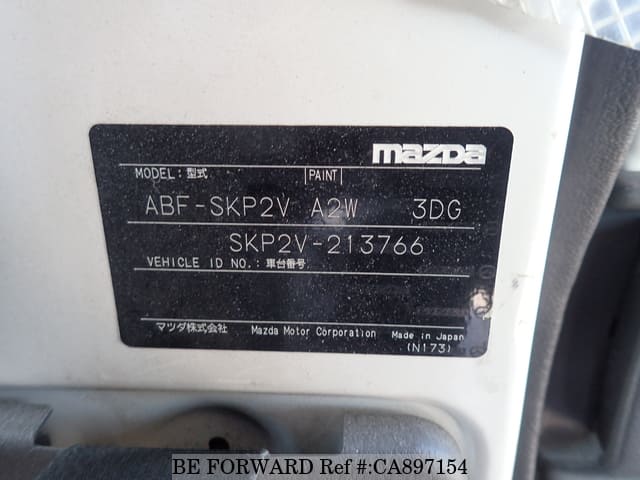 mazda
MODEL:型式 PAINT
ABF-SKP2V A2W 3DG
SKP2V-213766
VEHICLE ID NO.:車台番号
マツダ株式会社 Mazda Motor Corporation Made in Japan
(N173)
BE FORWARD Ref #:CA897154